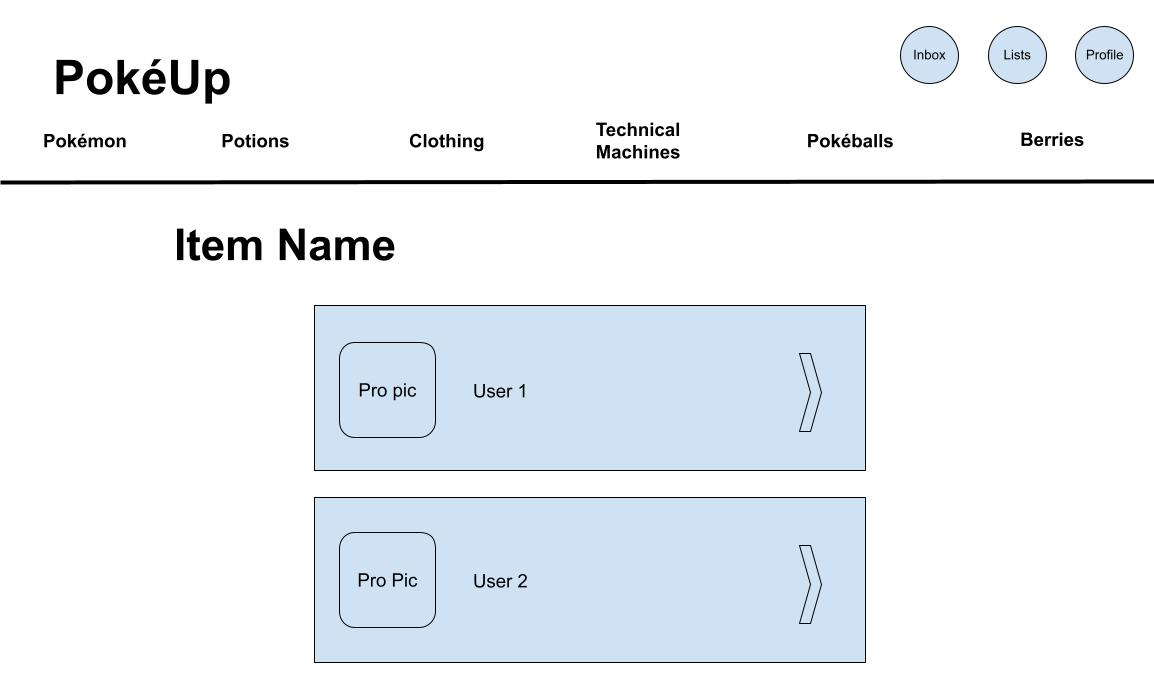 PokéUp
Inbox
Lists
Profile
Pokémon
Potions
Clothing
Technical
Machines
Pokéballs
Berries
Item Name
Pro pic
User 1
Pro Pic
User 2